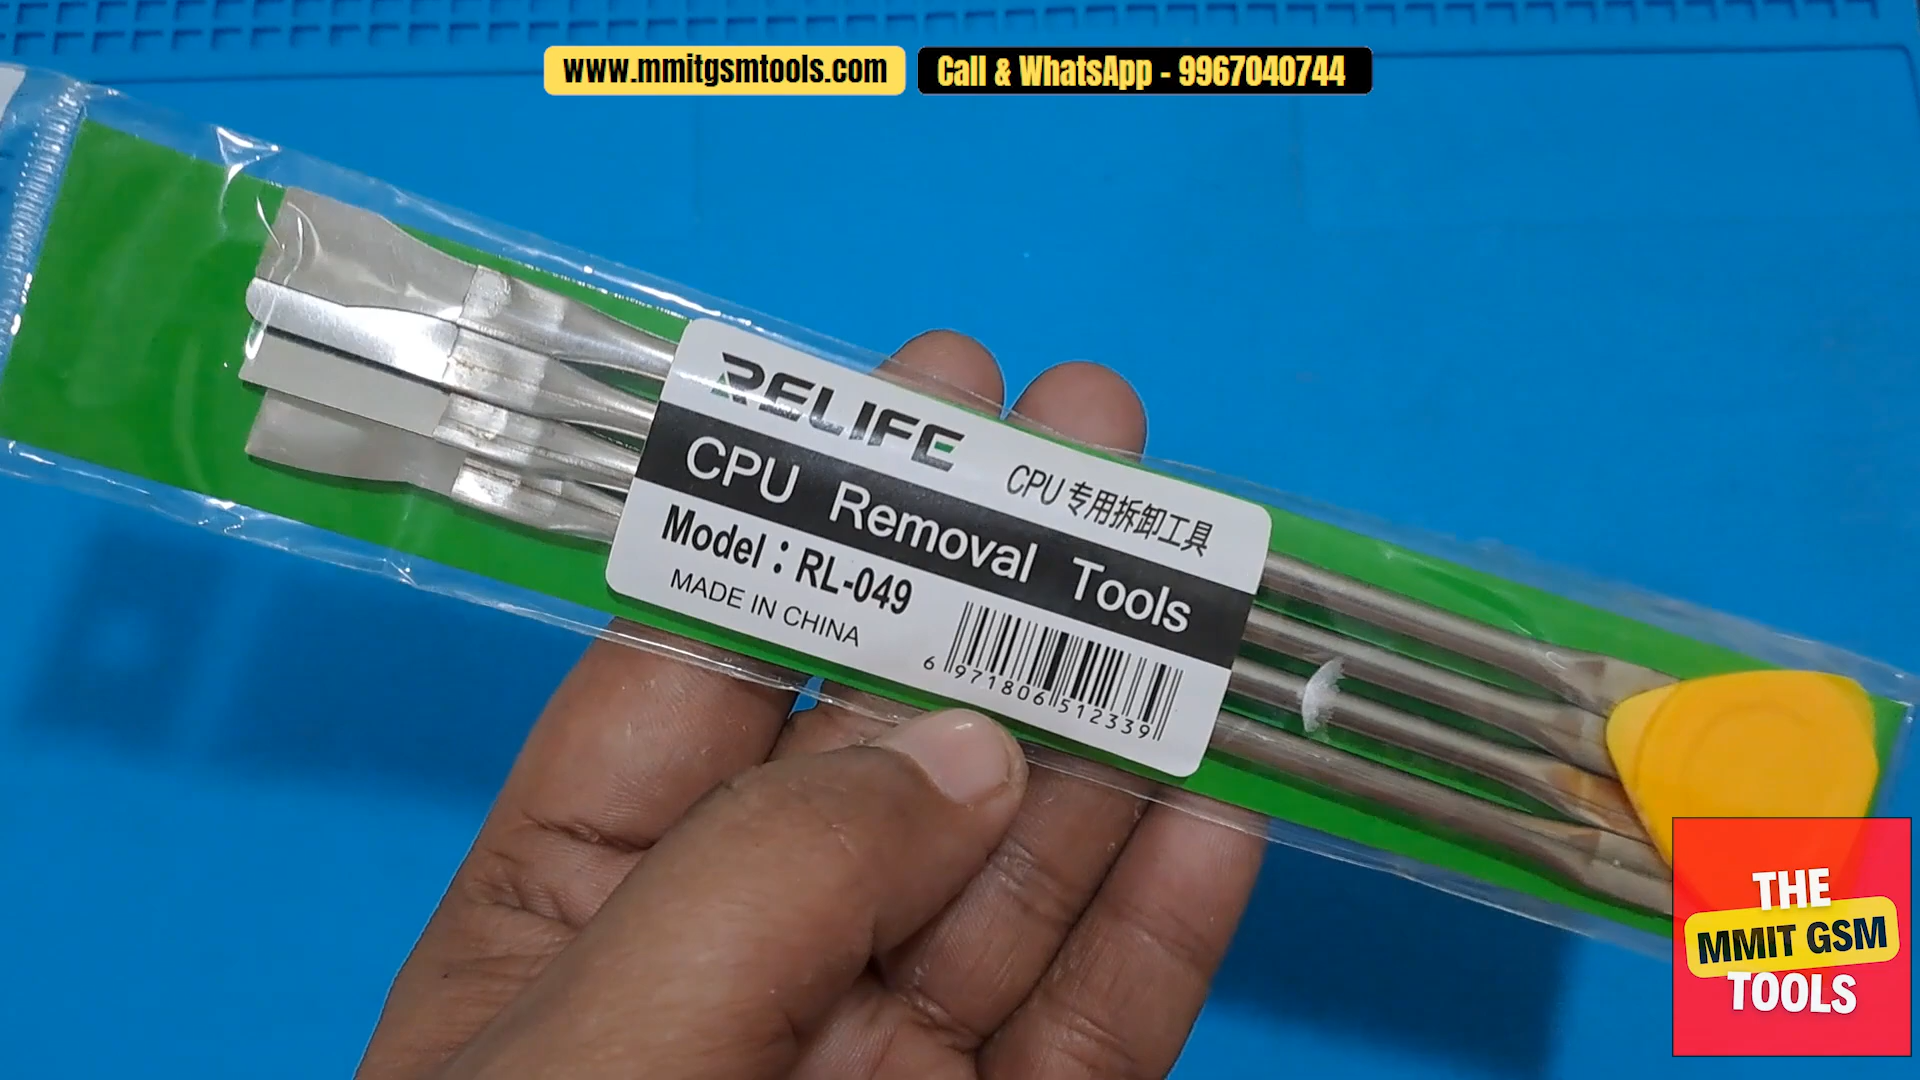 www.mmitgsmtools.com
Call & WhatsApp - 9967040744
RELIFE
CPU 专用拆卸工具
CPU Removal Tools
Model：RL-049
MADE IN CHINA
6 971806 512339
THE
MMIT GSM
TOOLS